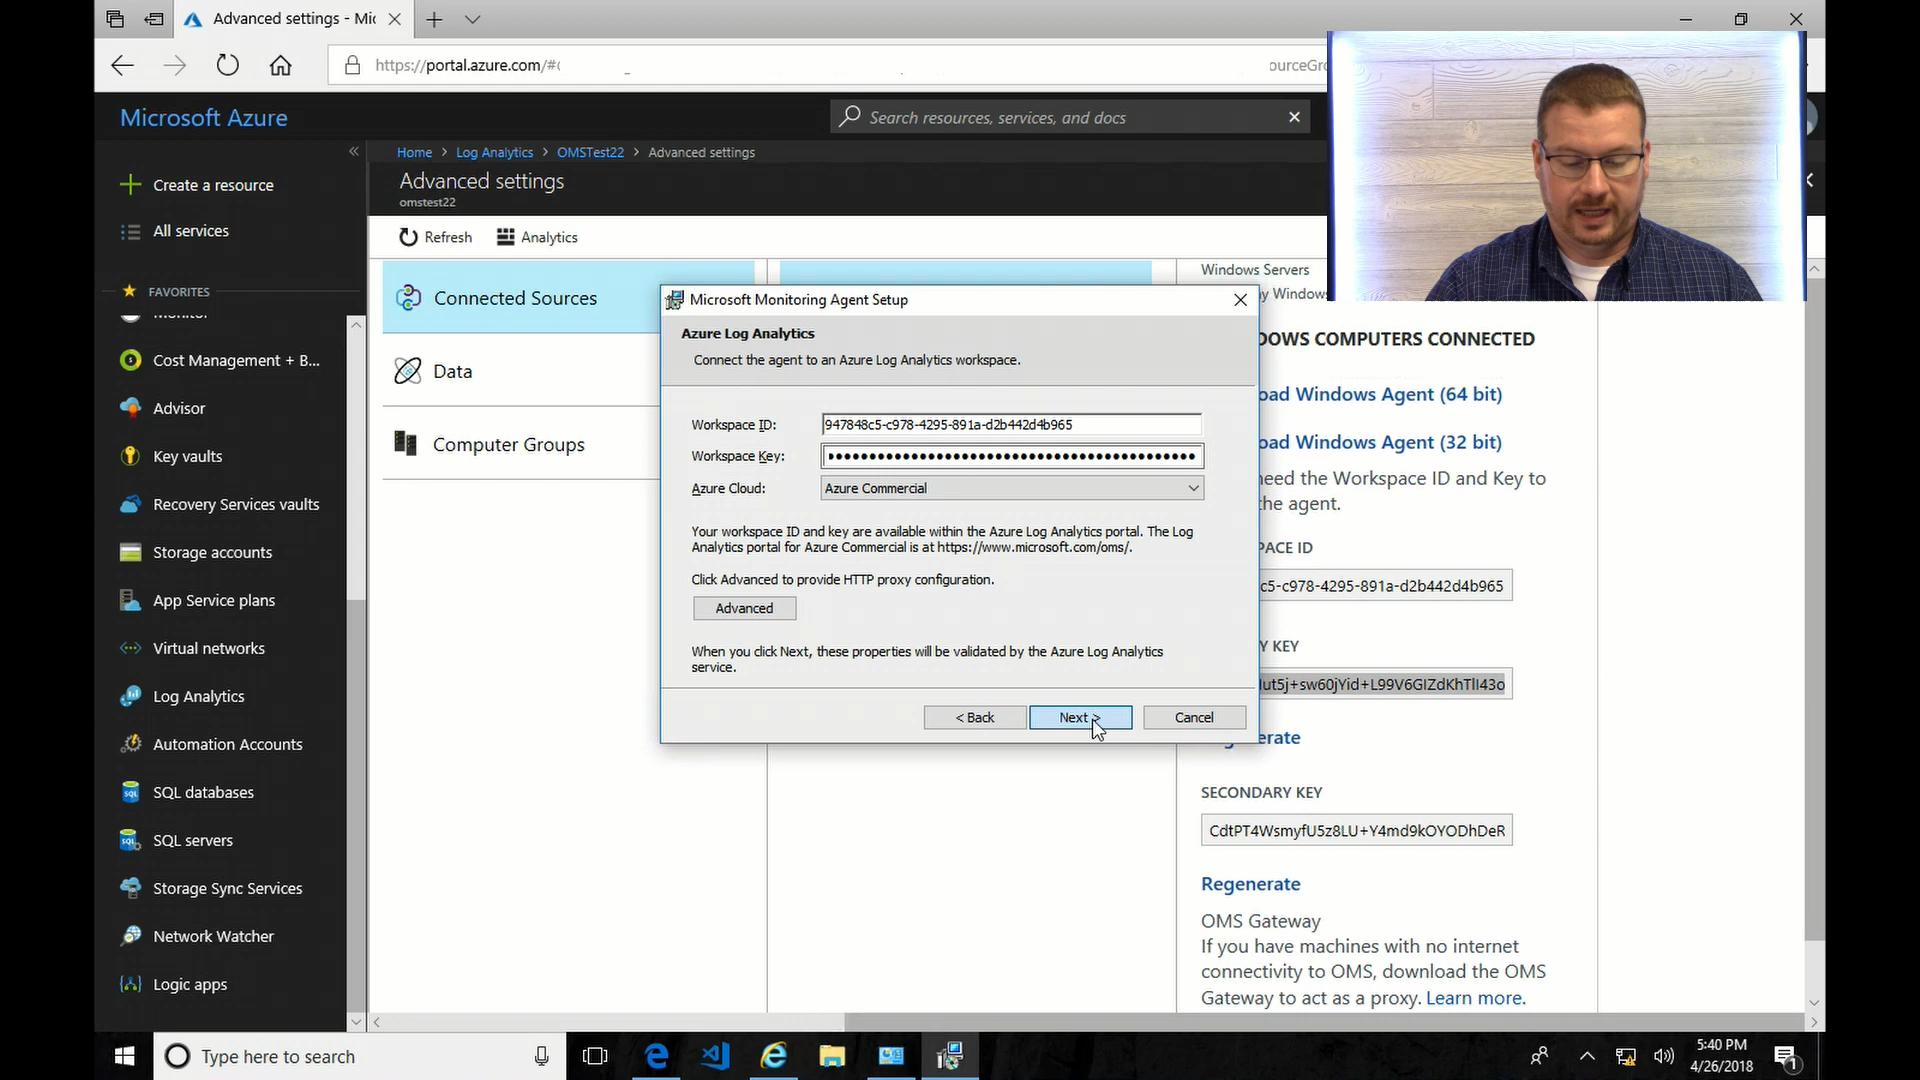 Advanced settings - Mic
https://portal.azure.com/#c
ourceGr
Microsoft Azure
Search resources, services, and docs
Home > Log Analytics > OMSTest22 > Advanced settings
Advanced settings
omstest22
Create a resource
All services
FAVORITES
Monitor
Cost Management + B...
Advisor
Key vaults
Recovery Services vaults
Storage accounts
App Service plans
Virtual networks
Log Analytics
Automation Accounts
SQL databases
SQL servers
Storage Sync Services
Network Watcher
Logic apps
Refresh
Analytics
Connected Sources
Data
Computer Groups
Microsoft Monitoring Agent Setup
Azure Log Analytics
Connect the agent to an Azure Log Analytics workspace.
Workspace ID: 947848c5-c978-4295-891a-d2b442d4b965
Workspace Key:
Azure Cloud: Azure Commercial
Your workspace ID and key are available within the Azure Log Analytics portal. The Log
Analytics portal for Azure Commercial is at https://www.microsoft.com/oms/.
Click Advanced to provide HTTP proxy configuration.
Advanced
When you click Next, these properties will be validated by the Azure Log Analytics
service.
< Back
Next >
Cancel
Windows Servers
y Windows
DOWS COMPUTERS CONNECTED
oad Windows Agent (64 bit)
oad Windows Agent (32 bit)
need the Workspace ID and Key to
the agent.
PACE ID
c5-c978-4295-891a-d2b442d4b965
Y KEY
ut5j+sw60jYid+L99V6GIZdKhTlI43o
erate
SECONDARY KEY
CdtPT4WsmyfU5z8LU+Y4md9kOYODhDeR
Regenerate
OMS Gateway
If you have machines with no internet
connectivity to OMS, download the OMS
Gateway to act as a proxy. Learn more.
Type here to search
5:40 PM
4/26/2018
1